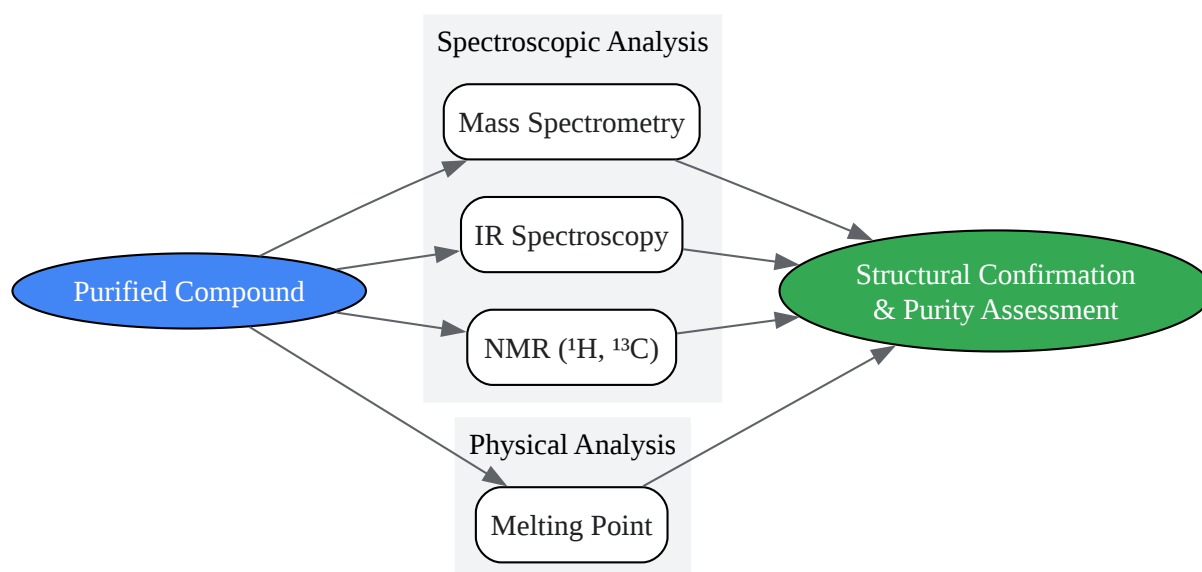 Spectroscopic Analysis
Mass Spectrometry
IR Spectroscopy
Purified Compound
Structural Confirmation
& Purity Assessment
NMR (¹H, ¹³C)
Physical Analysis
Melting Point